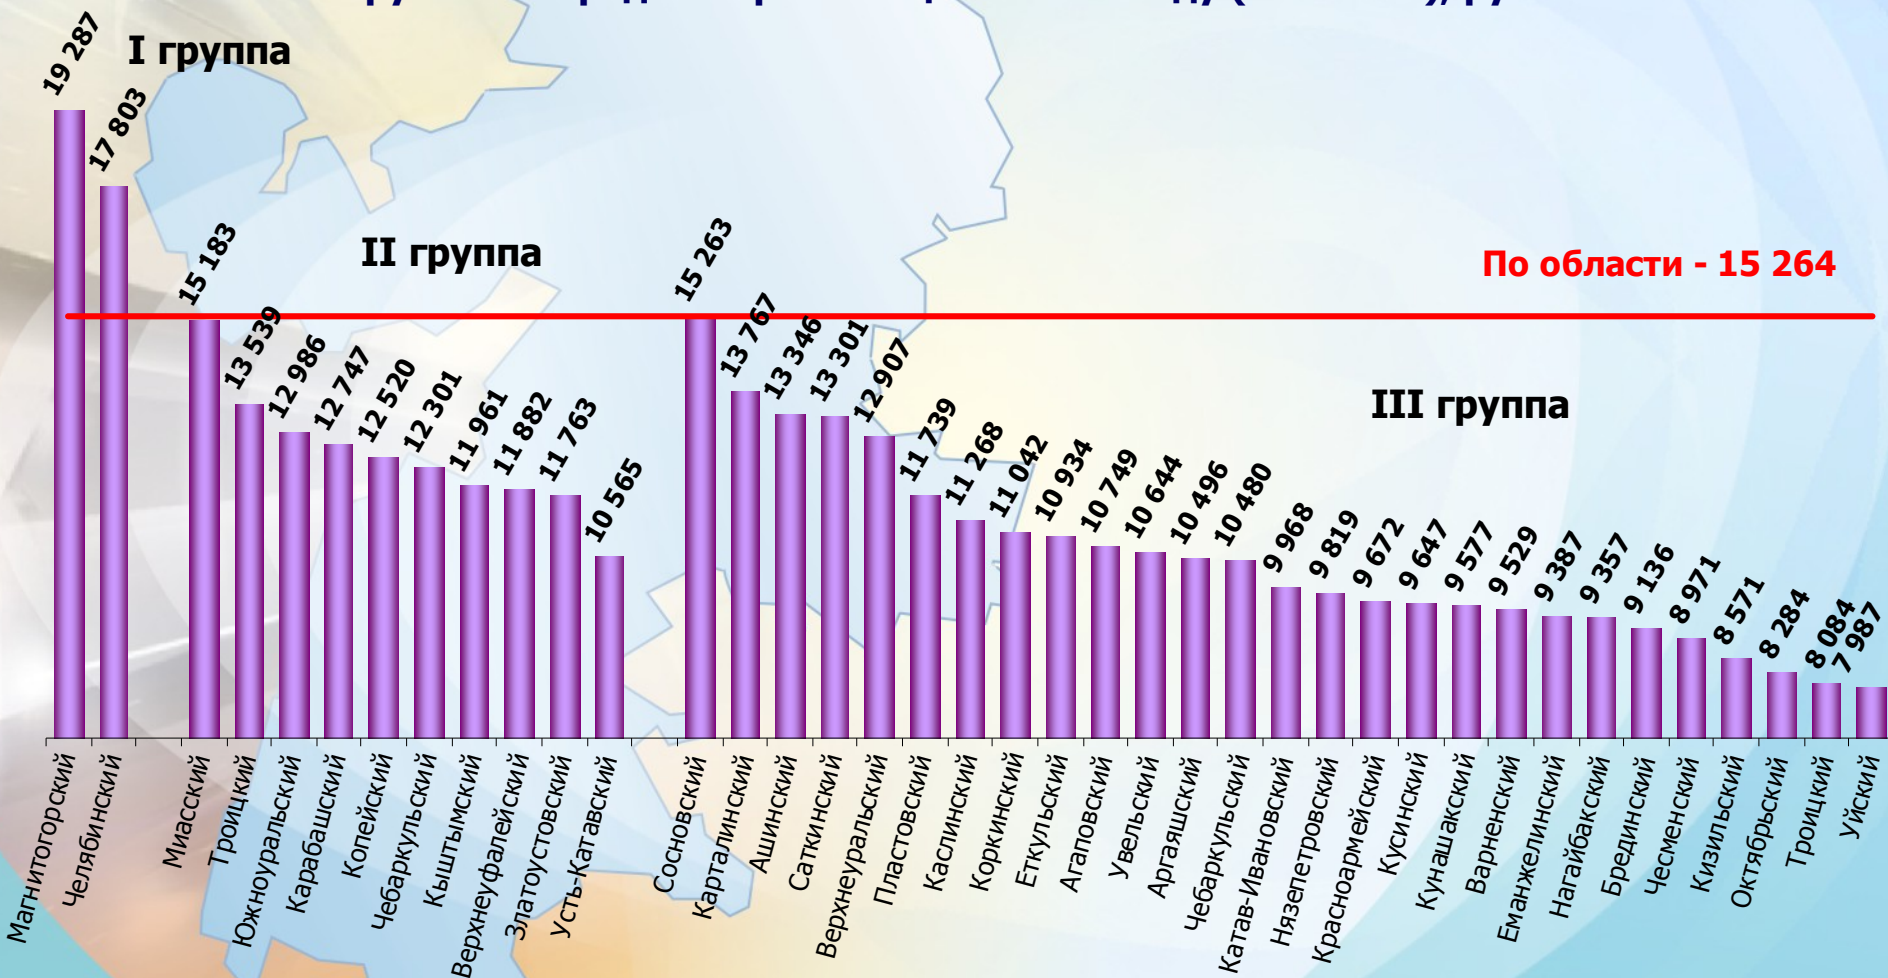 I группа
II группа
По области - 15 264
III группа
19 287
17 803
15 183
13 539
12 986
12 747
12 520
12 301
11 961
11 882
11 763
10 565
15 263
13 767
13 346
13 301
12 907
11 739
11 268
11 042
10 934
10 749
10 644
10 496
10 480
9 968
9 819
9 672
9 647
9 577
9 529
9 387
9 357
9 136
8 971
8 571
8 284
8 084
7 987
Магнитогорский
Челябинский
Миасский
Троицкий
Южноуральский
Карабашский
Копейский
Чебаркульский
Кыштымский
Верхнеуфалейский
Златоустовский
Усть-Катавский
Сосновский
Карталинский
Ашинский
Саткинский
Верхнеуральский
Пластовский
Каслинский
Коркинский
Еткульский
Агаповский
Увельский
Аргаяшский
Чебаркульский
Катав-Ивановский
Нязепетровский
Красноармейский
Кусинский
Кунашакский
Варненский
Еманжелинский
Нагайбакский
Брединский
Чесменский
Кизильский
Октябрьский
Троицкий
Уйский